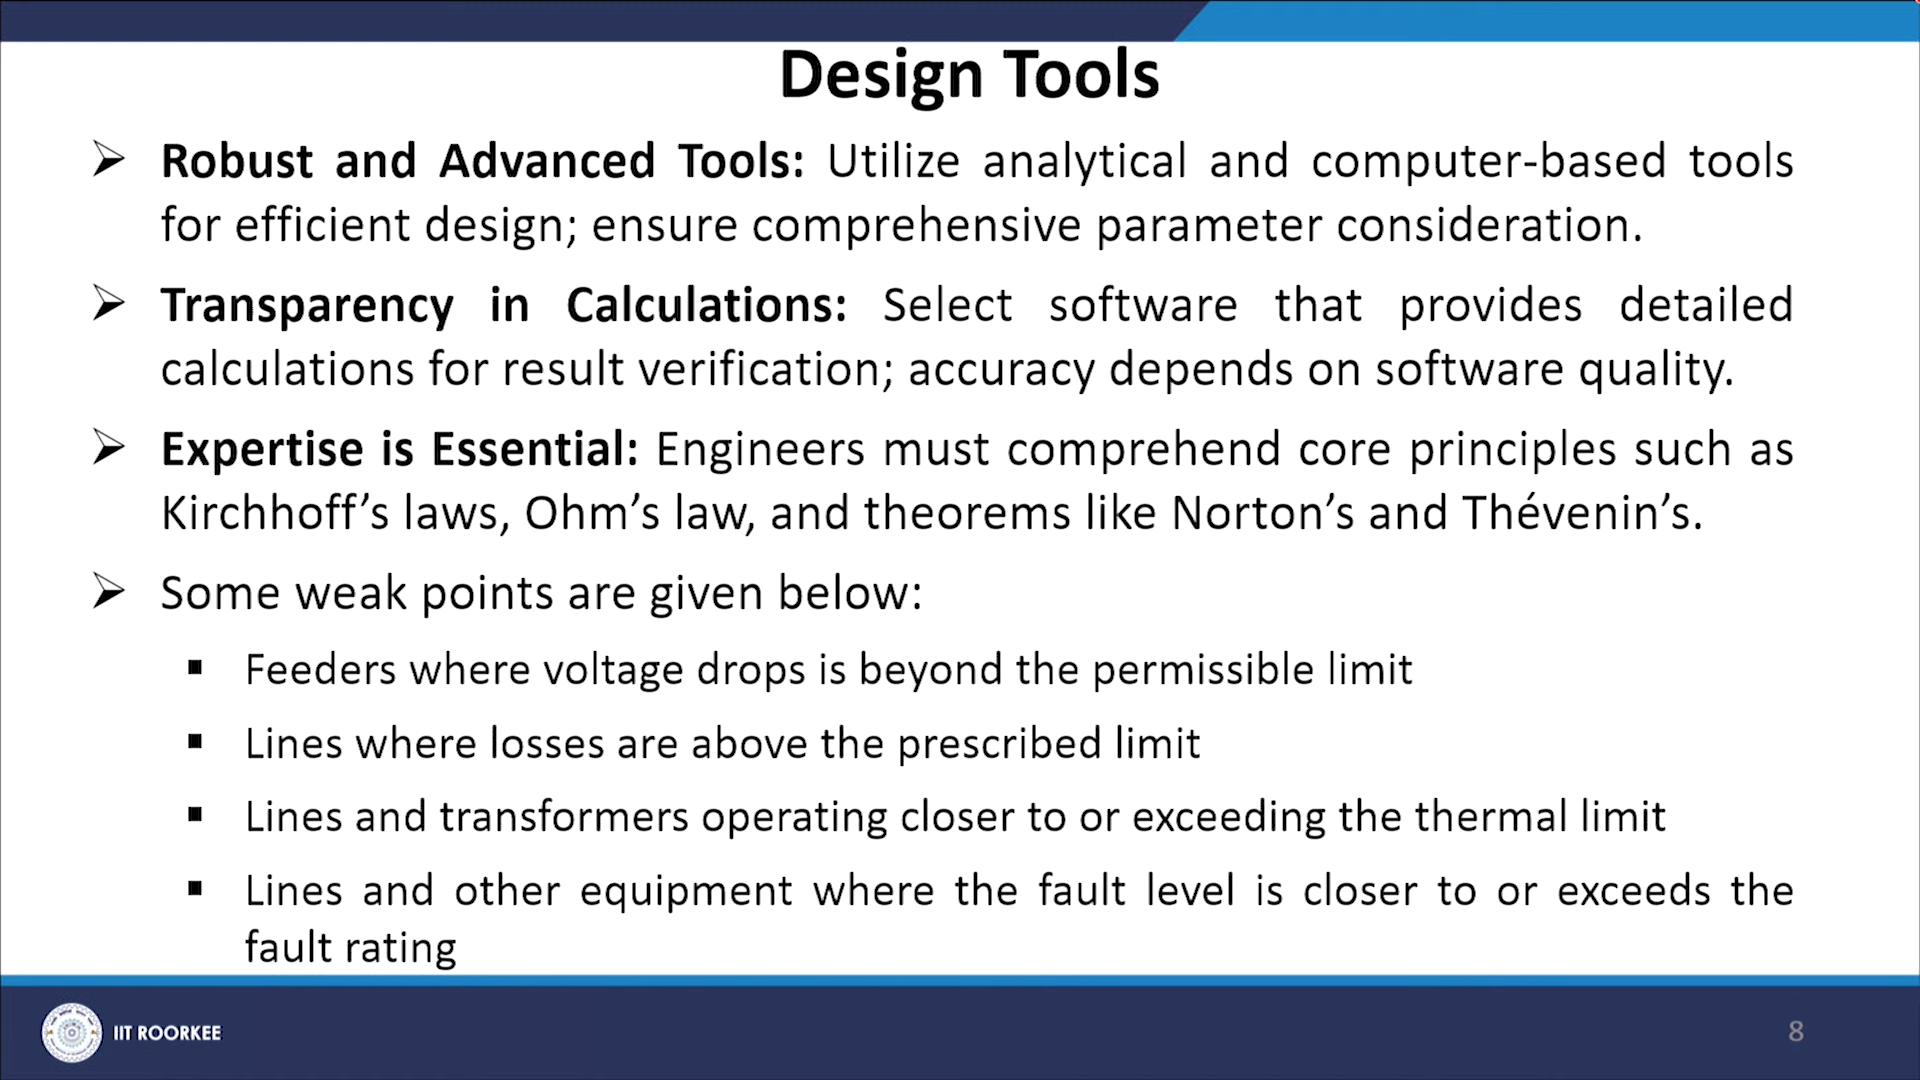 Design Tools
Robust and Advanced Tools: Utilize analytical and computer-based tools
for efficient design; ensure comprehensive parameter consideration.
Transparency in Calculations: Select software that provides detailed
calculations for result verification; accuracy depends on software quality.
Expertise is Essential: Engineers must comprehend core principles such as
Kirchhoff’s laws, Ohm’s law, and theorems like Norton’s and Thévenin’s.
Some weak points are given below:
Feeders where voltage drops is beyond the permissible limit
Lines where losses are above the prescribed limit
Lines and transformers operating closer to or exceeding the thermal limit
Lines and other equipment where the fault level is closer to or exceeds the
fault rating
IIT ROORKEE
8